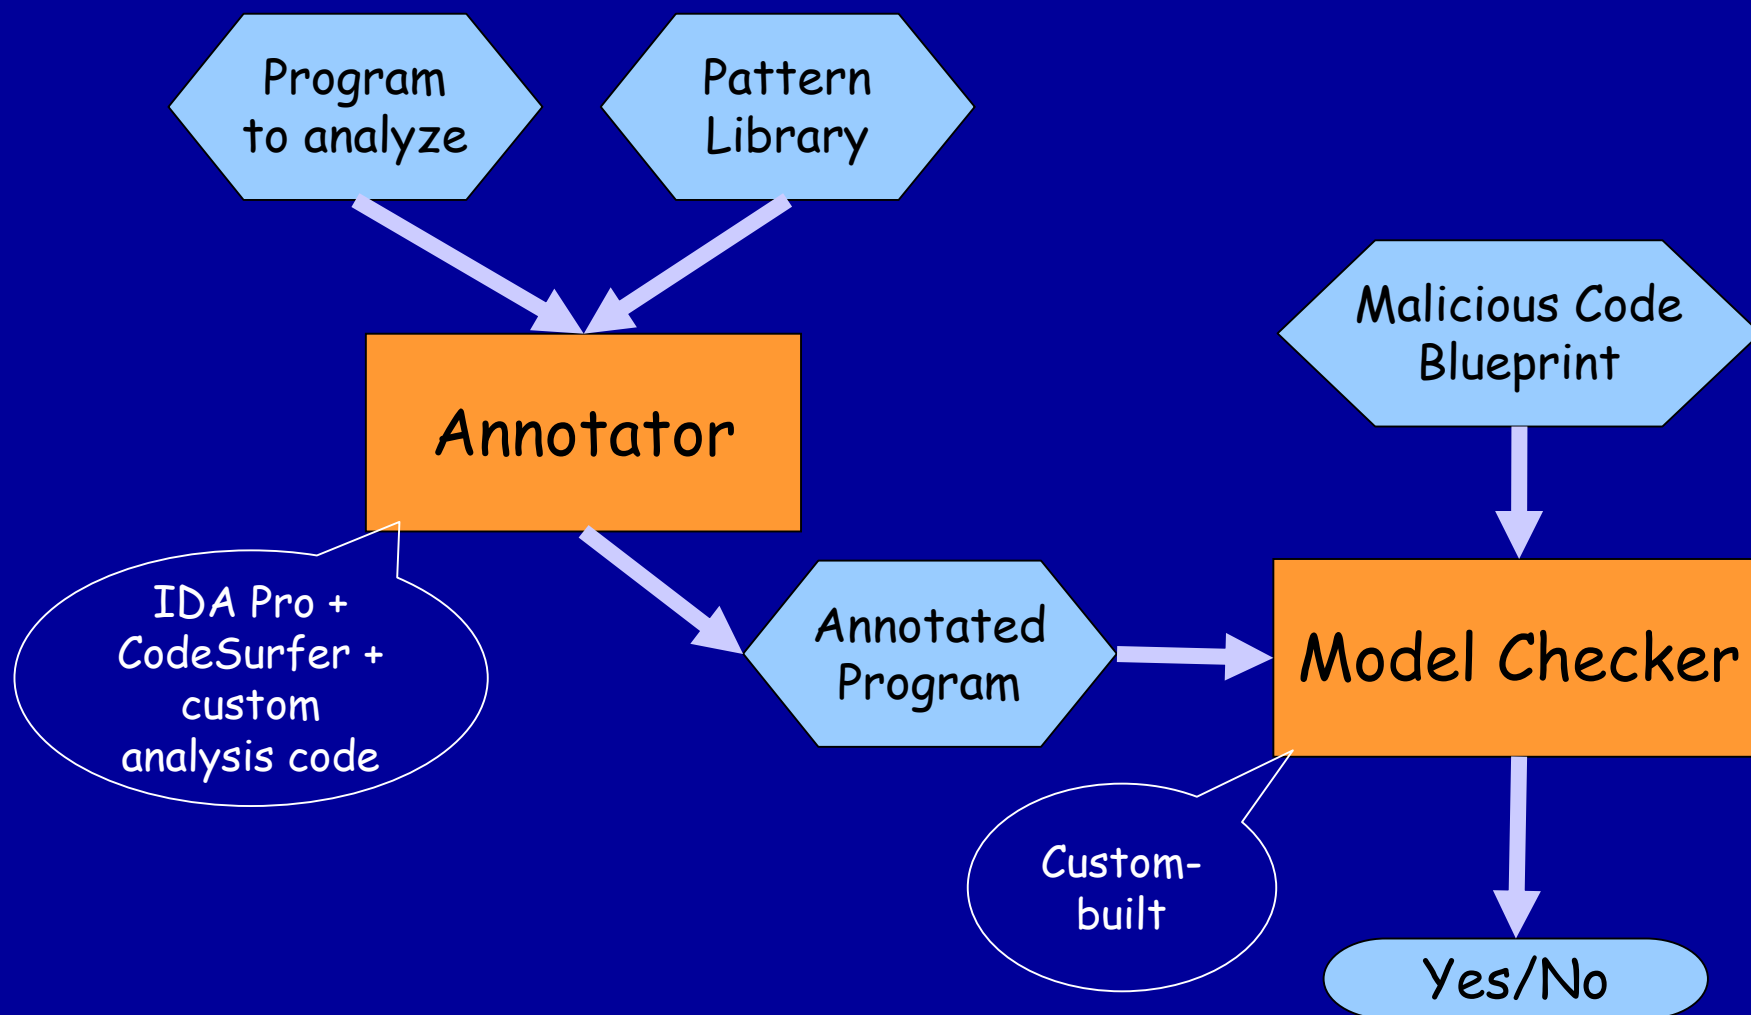 Program
to analyze
Pattern
Library
Malicious Code
Blueprint
Annotator
IDA Pro +
CodeSurfer +
custom
analysis code
Annotated
Program
Model Checker
Custom-
built
Yes/No